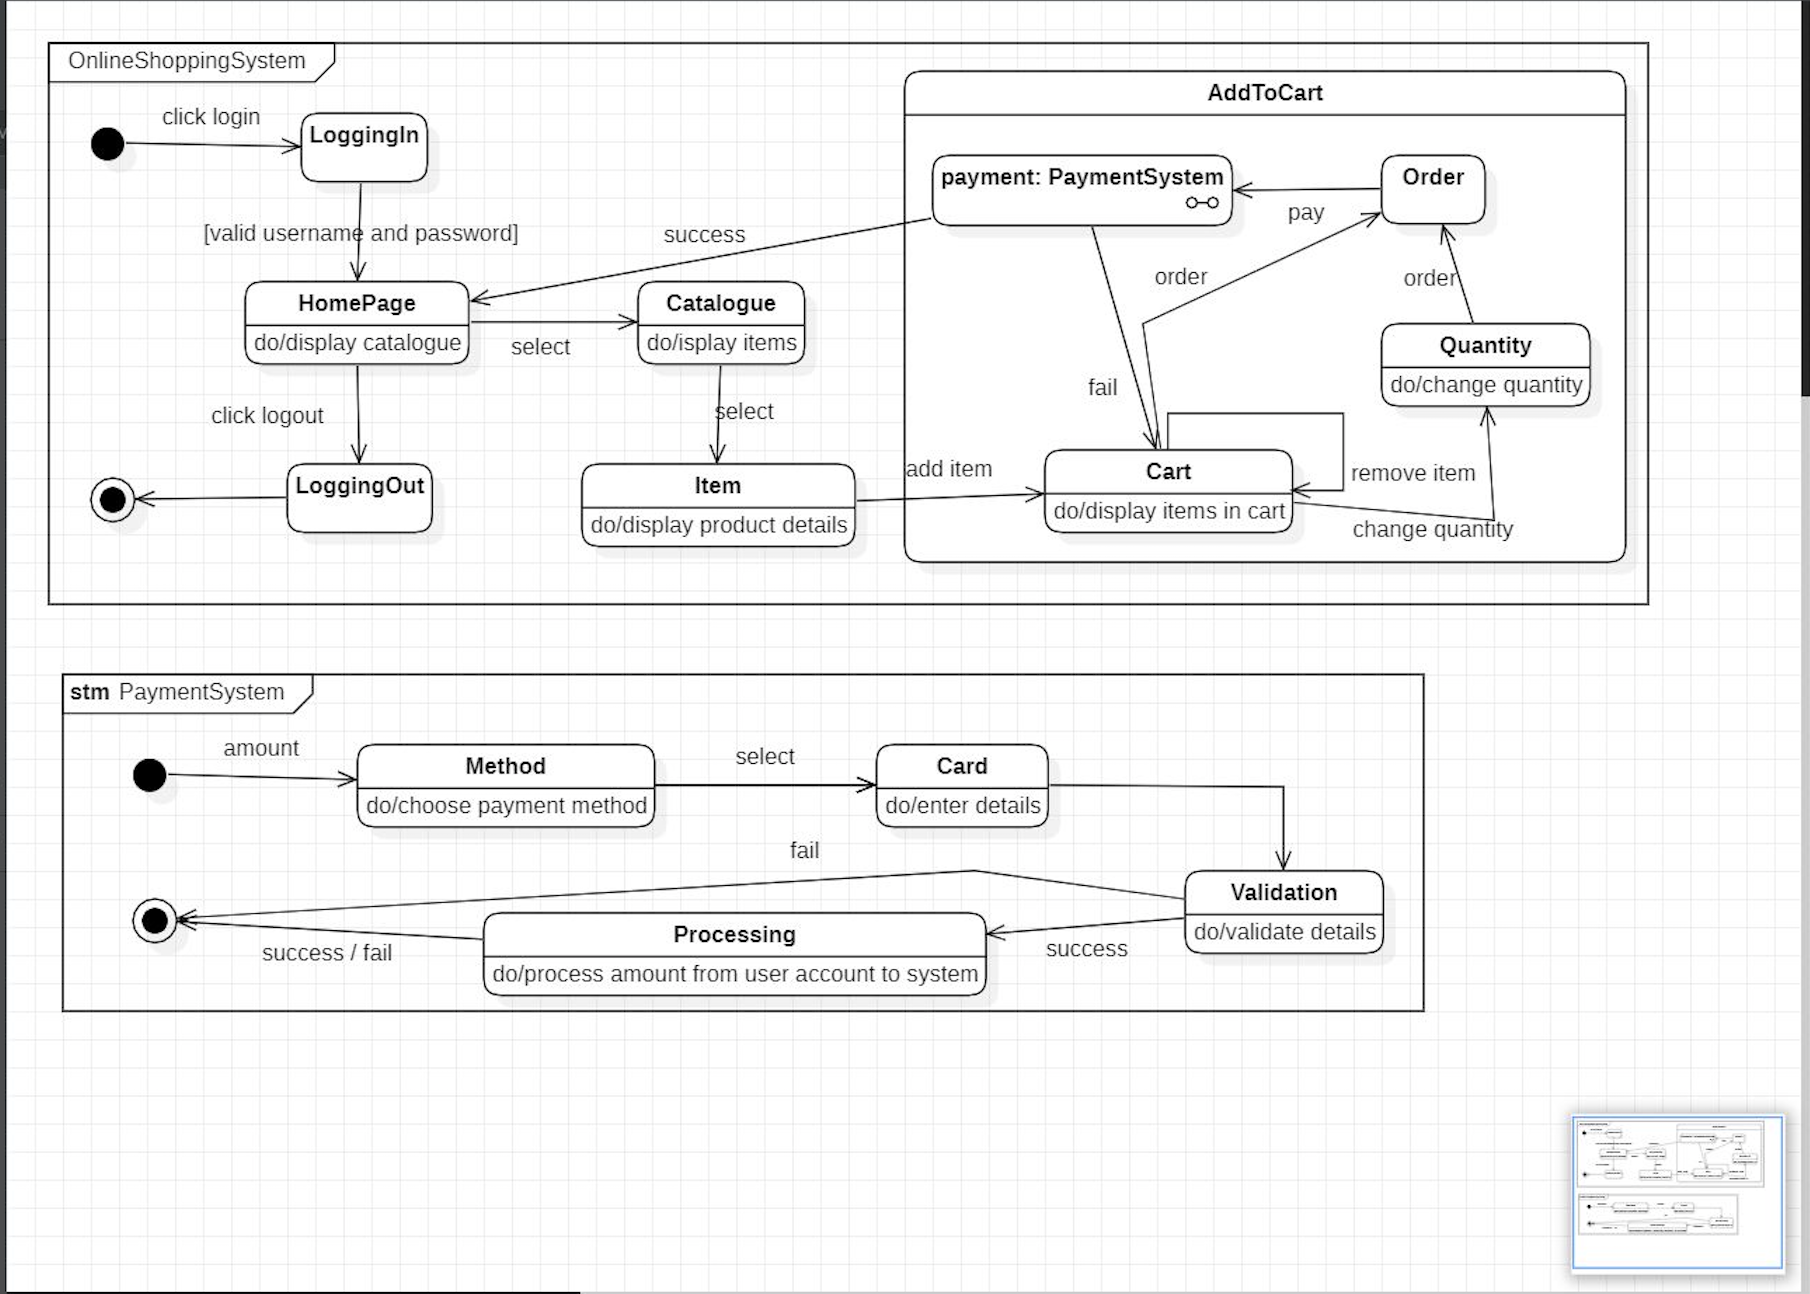 OnlineShoppingSystem
AddToCart
click login
LoggingIn
payment: PaymentSystem
Order
pay
[valid username and password]
success
order
order
HomePage
do/display catalogue
select
Catalogue
do/isplay items
Quantity
do/change quantity
fail
click logout
select
add item
Cart
do/display items in cart
remove item
change quantity
LoggingOut
Item
do/display product details
stm PaymentSystem
amount
Method
do/choose payment method
select
Card
do/enter details
fail
Validation
do/validate details
Processing
do/process amount from user account to system
success
success / fail